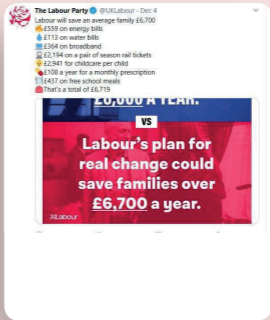 The Labour Party @UKLabour · Dec 4
Labour will save an average family £6,700
£559 on energy bills
£113 on water bills
£364 on broadband
£2,194 on a pair of season rail tickets
£2,941 for childcare per child
£108 a year for a monthly prescription
£437 on free school meals
That's a total of £6,719
£0,000 A YEAR.
VS
Labour's plan for
real change could
save families over
£6,700 a year.
Labour